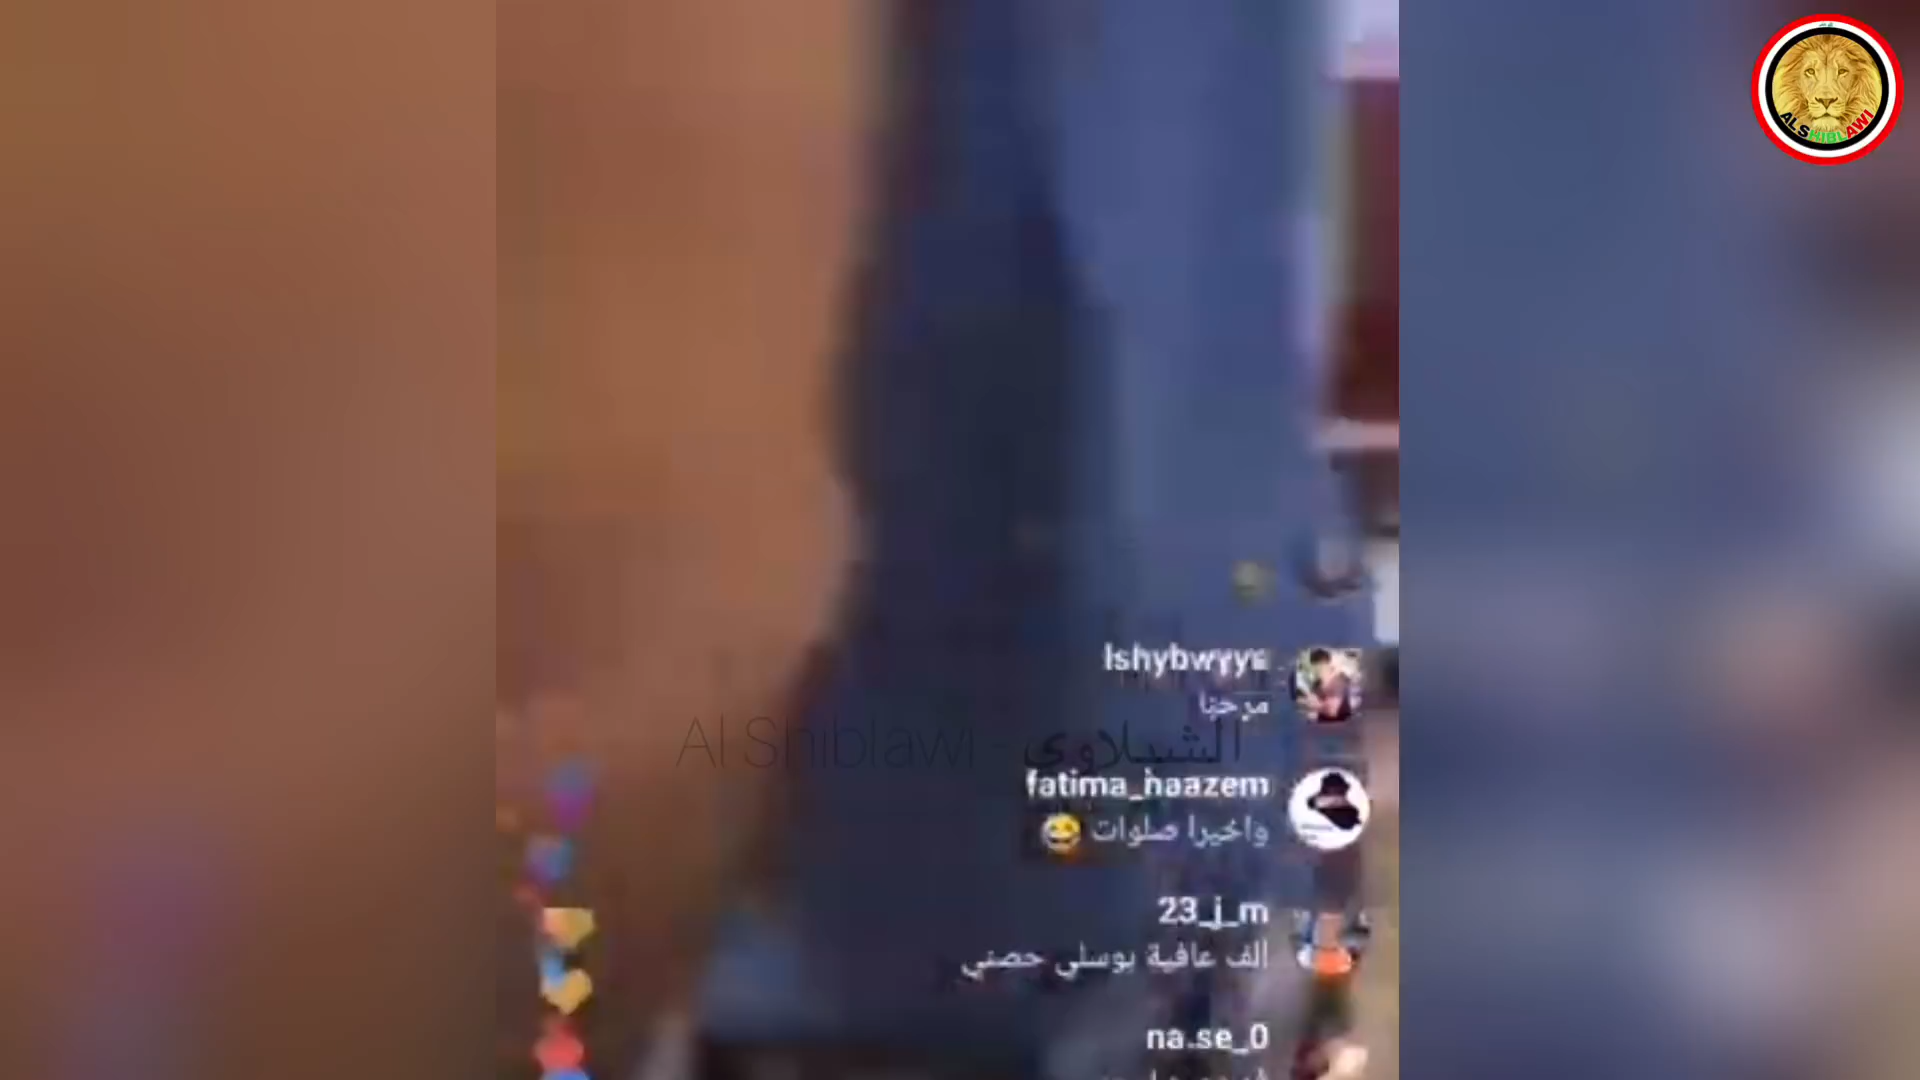 AL SHIBLAWI
lshybwyys
مرحبا
Al Shiblawi - الشبلاوي
fatima_haazem
واخيرا صلوات 😂
23_j_m
الف عافية بوسلي حصني
na.se_0